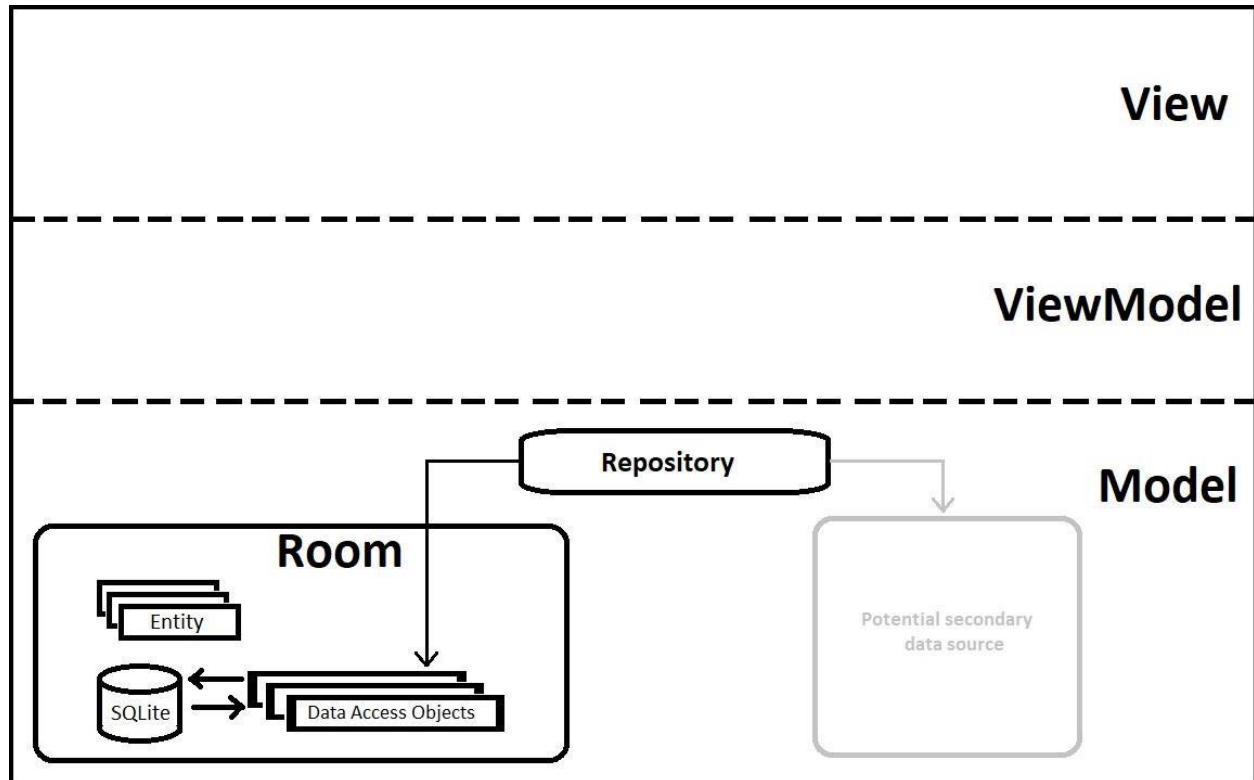 View
ViewModel
Repository
Model
Room
Entity
Potential secondary
data source
SQLite
Data Access Objects